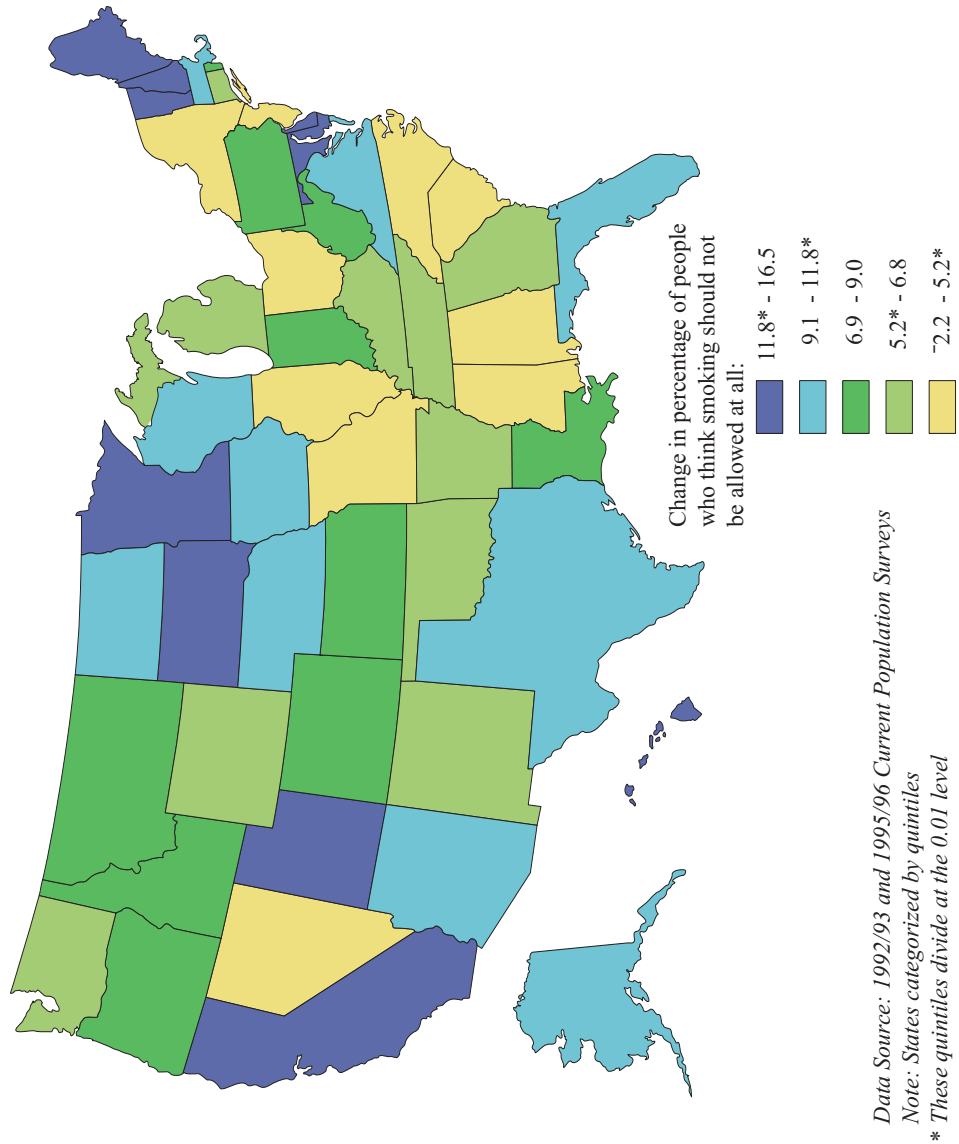 Change in percentage of people
who think smoking should not
be allowed at all:
11.8* - 16.5
9.1 - 11.8*
6.9 - 9.0
5.2* - 6.8
-2.2 - 5.2*
Data Source: 1992/93 and 1995/96 Current Population Surveys
Note: States categorized by quintiles
* These quintiles divide at the 0.01 level